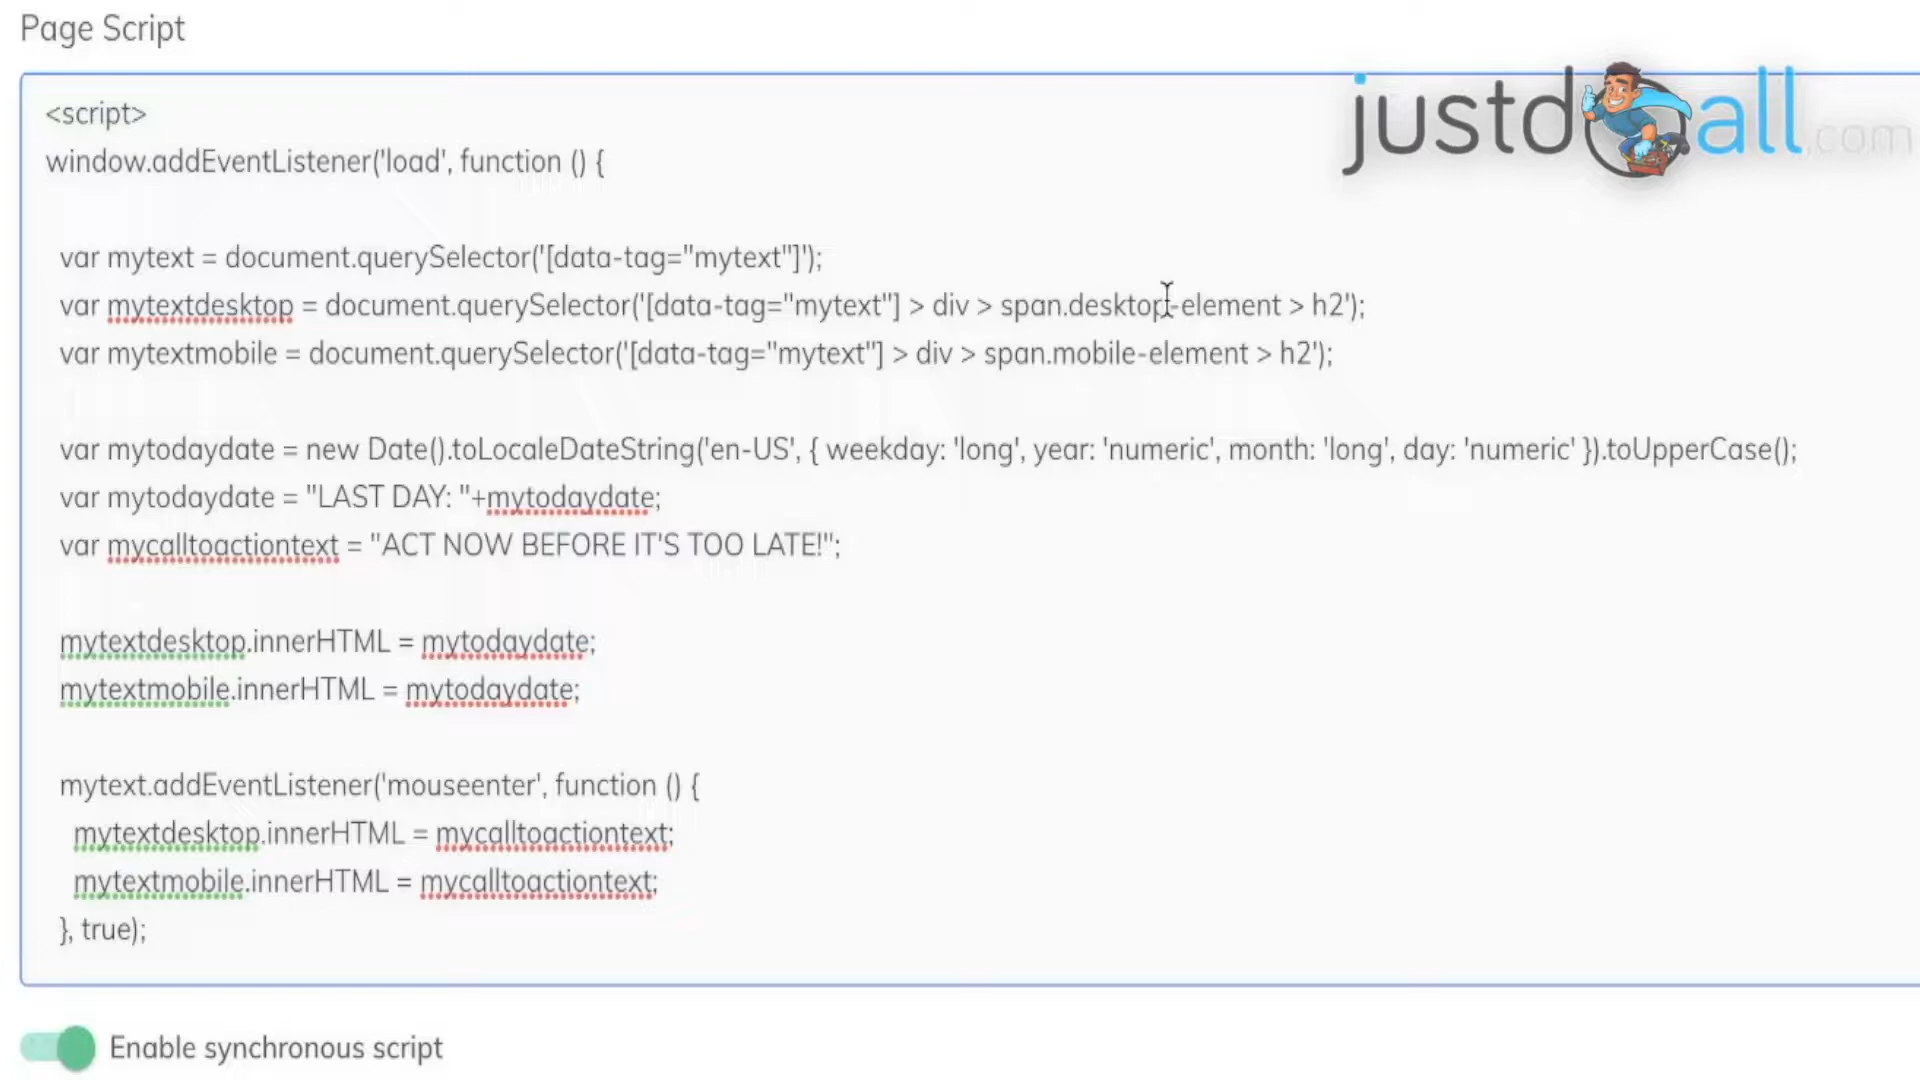 Page Script
justdoall.com
<script>
window.addEventListener('load', function () {
var mytext = document.querySelector('[data-tag="mytext"]');
var mytextdesktop = document.querySelector('[data-tag="mytext"] > div > span.desktop-element > h2');
var mytextmobile = document.querySelector('[data-tag="mytext"] > div > span.mobile-element > h2');
var mytodaydate = new Date().toLocaleDateString('en-US', { weekday: 'long', year: 'numeric', month: 'long', day: 'numeric' }).toUpperCase();
var mytodaydate = "LAST DAY: "+mytodaydate;
var mycalltoactiontext = "ACT NOW BEFORE IT'S TOO LATE!";
mytextdesktop.innerHTML = mytodaydate;
mytextmobile.innerHTML = mytodaydate;
mytext.addEventListener('mouseenter', function () {
mytextdesktop.innerHTML = mycalltoactiontext;
mytextmobile.innerHTML = mycalltoactiontext;
}, true);
Enable synchronous script